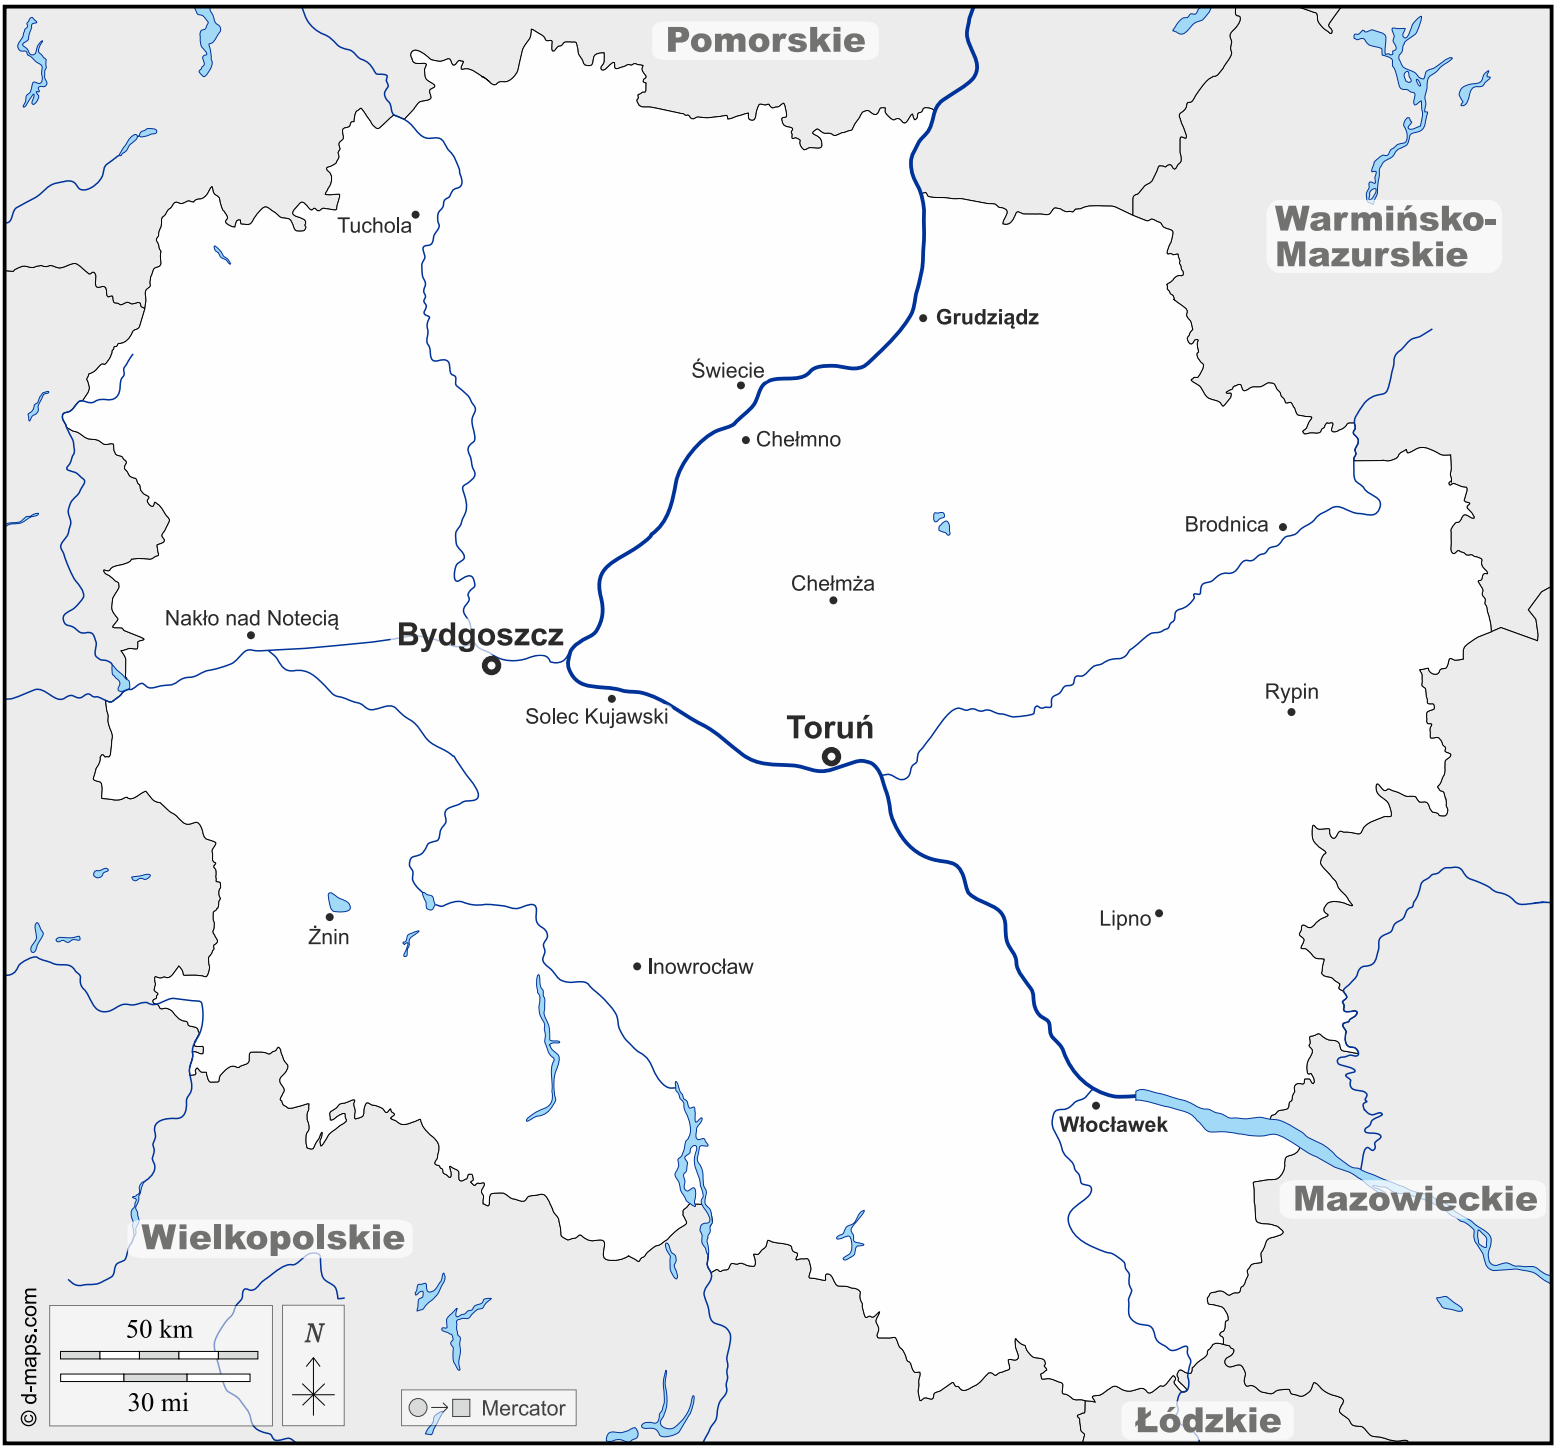 Pomorskie
Warmińsko-
Mazurskie
Tuchola
Grudziądz
Świecie
Chełmno
Brodnica
Chełmża
Nakło nad Notecią
Bydgoszcz
Rypin
Solec Kujawski
Toruń
Lipno
Żnin
Inowrocław
Włocławek
Mazowieckie
Wielkopolskie
© d-maps.com
50 km
30 mi
N
Mercator
Łódzkie